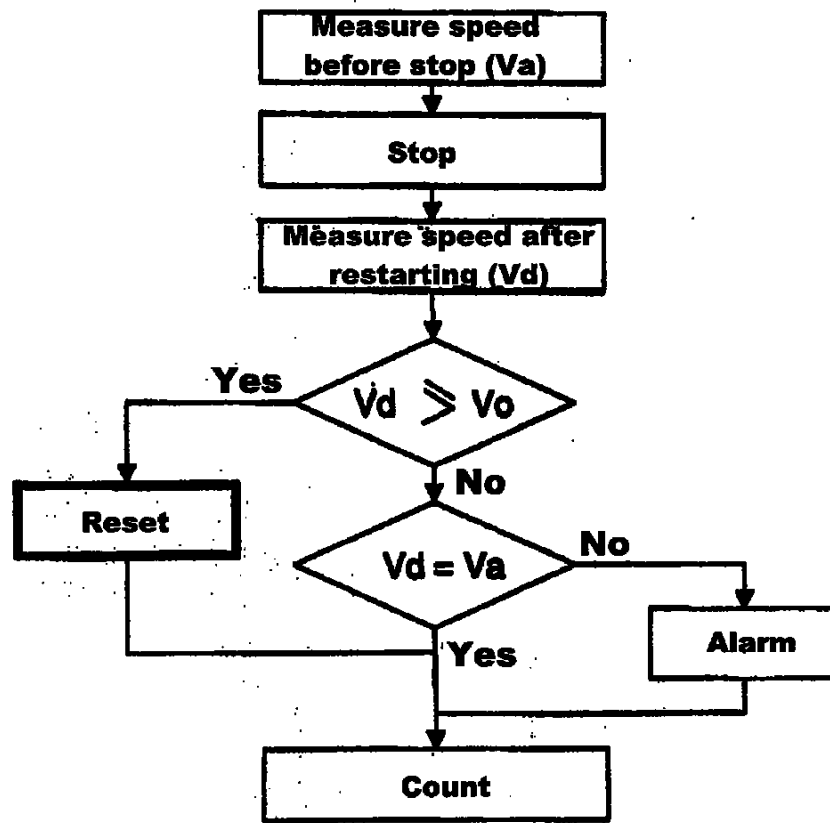 Measure speed
before stop (Va)
Stop
Measure speed after
restarting (Vd)
Yes
Vd ⩾ Vo
No
Reset
Vd = Va
No
Yes
Alarm
Count